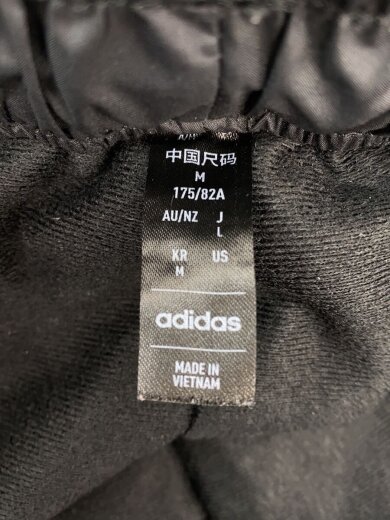 中国尺码
M
175/82A
AU/NZ J
L
KR US
M
adidas
MADE IN
VIETNAM